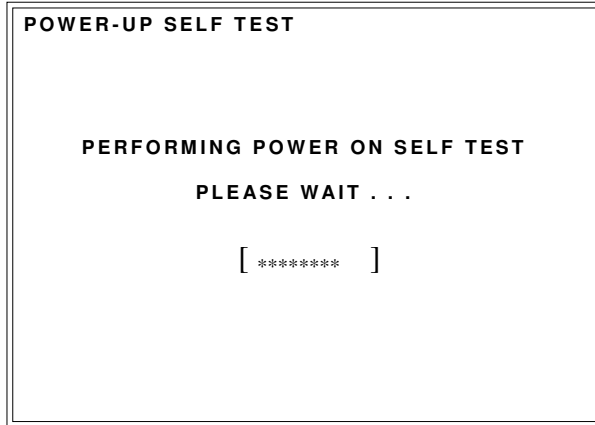 POWER-UP SELF TEST
PERFORMING POWER ON SELF TEST
PLEASE WAIT . . .
[ ******** ]